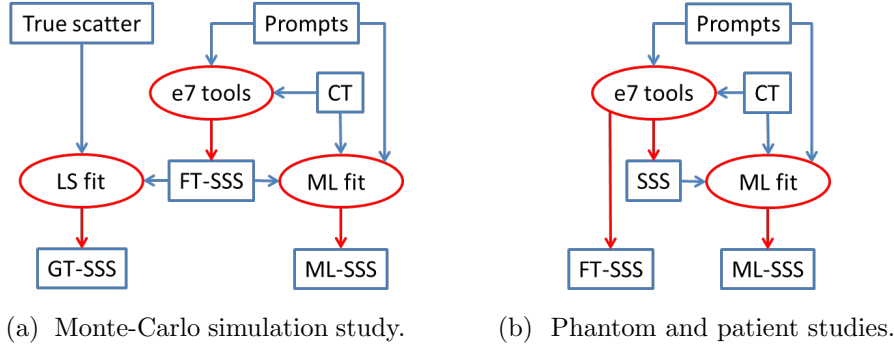 True scatter
Prompts
e7 tools
CT
LS fit
FT-SSS
ML fit
GT-SSS
ML-SSS
(a) Monte-Carlo simulation study.
Prompts
e7 tools
CT
SSS
ML fit
FT-SSS
ML-SSS
(b) Phantom and patient studies.